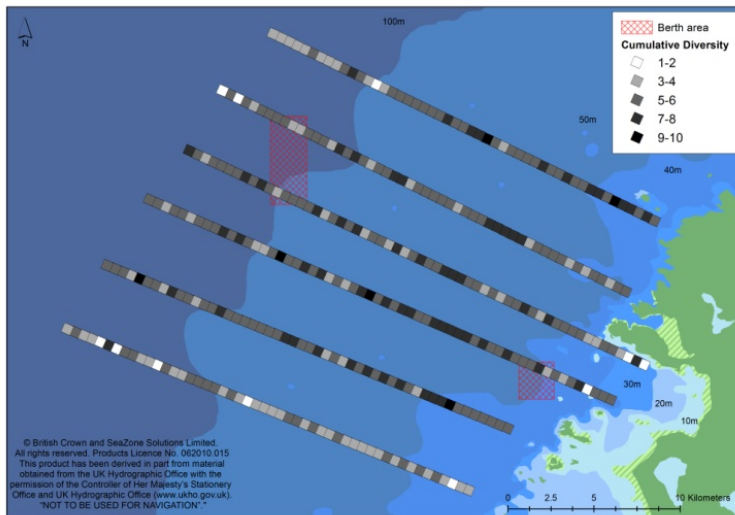 N
100m
Berth area
Cumulative Diversity
1-2
3-4
5-6
7-8
9-10
50m
40m
30m
20m
10m
© British Crown and SeaZone Solutions Limited.
All rights reserved. Products Licence No. 062010.015
This product has been derived in part from material
obtained from the UK Hydrographic Office with the
permission of the Controller of Her Majesty's Stationery
Office and UK Hydrographic Office (www.ukho.gov.uk).
"NOT TO BE USED FOR NAVIGATION"."
0 2.5 5 10 Kilometers